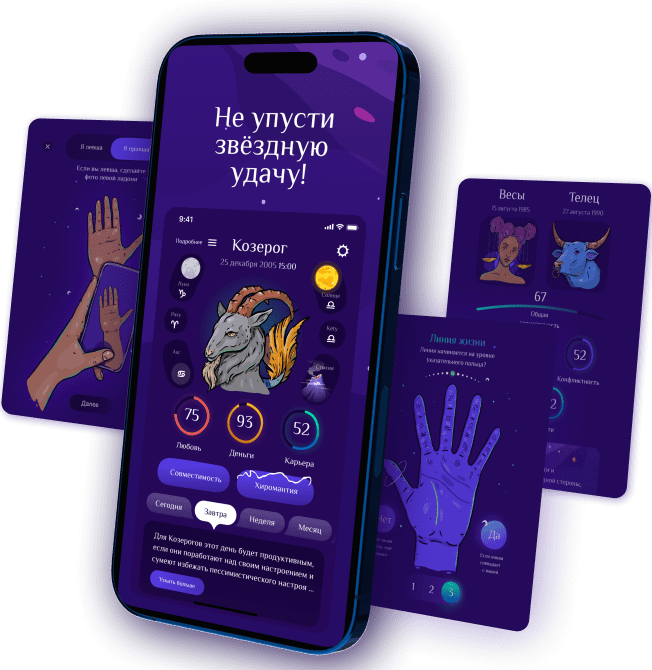 Не упусти
звёздную
удачу!
9:41
Подробнее
Козерог
25 декабря 2005 15:00
Луна
Солнце
Раху
Кету
Асц
Стихия
75
93
52
Любовь
Деньги
Карьера
Совместимость
Хиромантия
Сегодня
Завтра
Неделя
Месяц
Для Козерогов этот день будет продуктивным,
если они поработают над своим настроением и
сумеют избежать пессимистического настроя ...
Узнать больше
Я левша
Я правша
Если вы левша, сделайте
фото левой ладони
Далее
Весы
Телец
15 августа 1985
27 августа 1990
67
Общая
52
Конфликтность
2
Линия жизни
Линия начинается на уровне
указательного пальца?
Нет
Да
Если линия
совпадает
с вашей
1 2 3